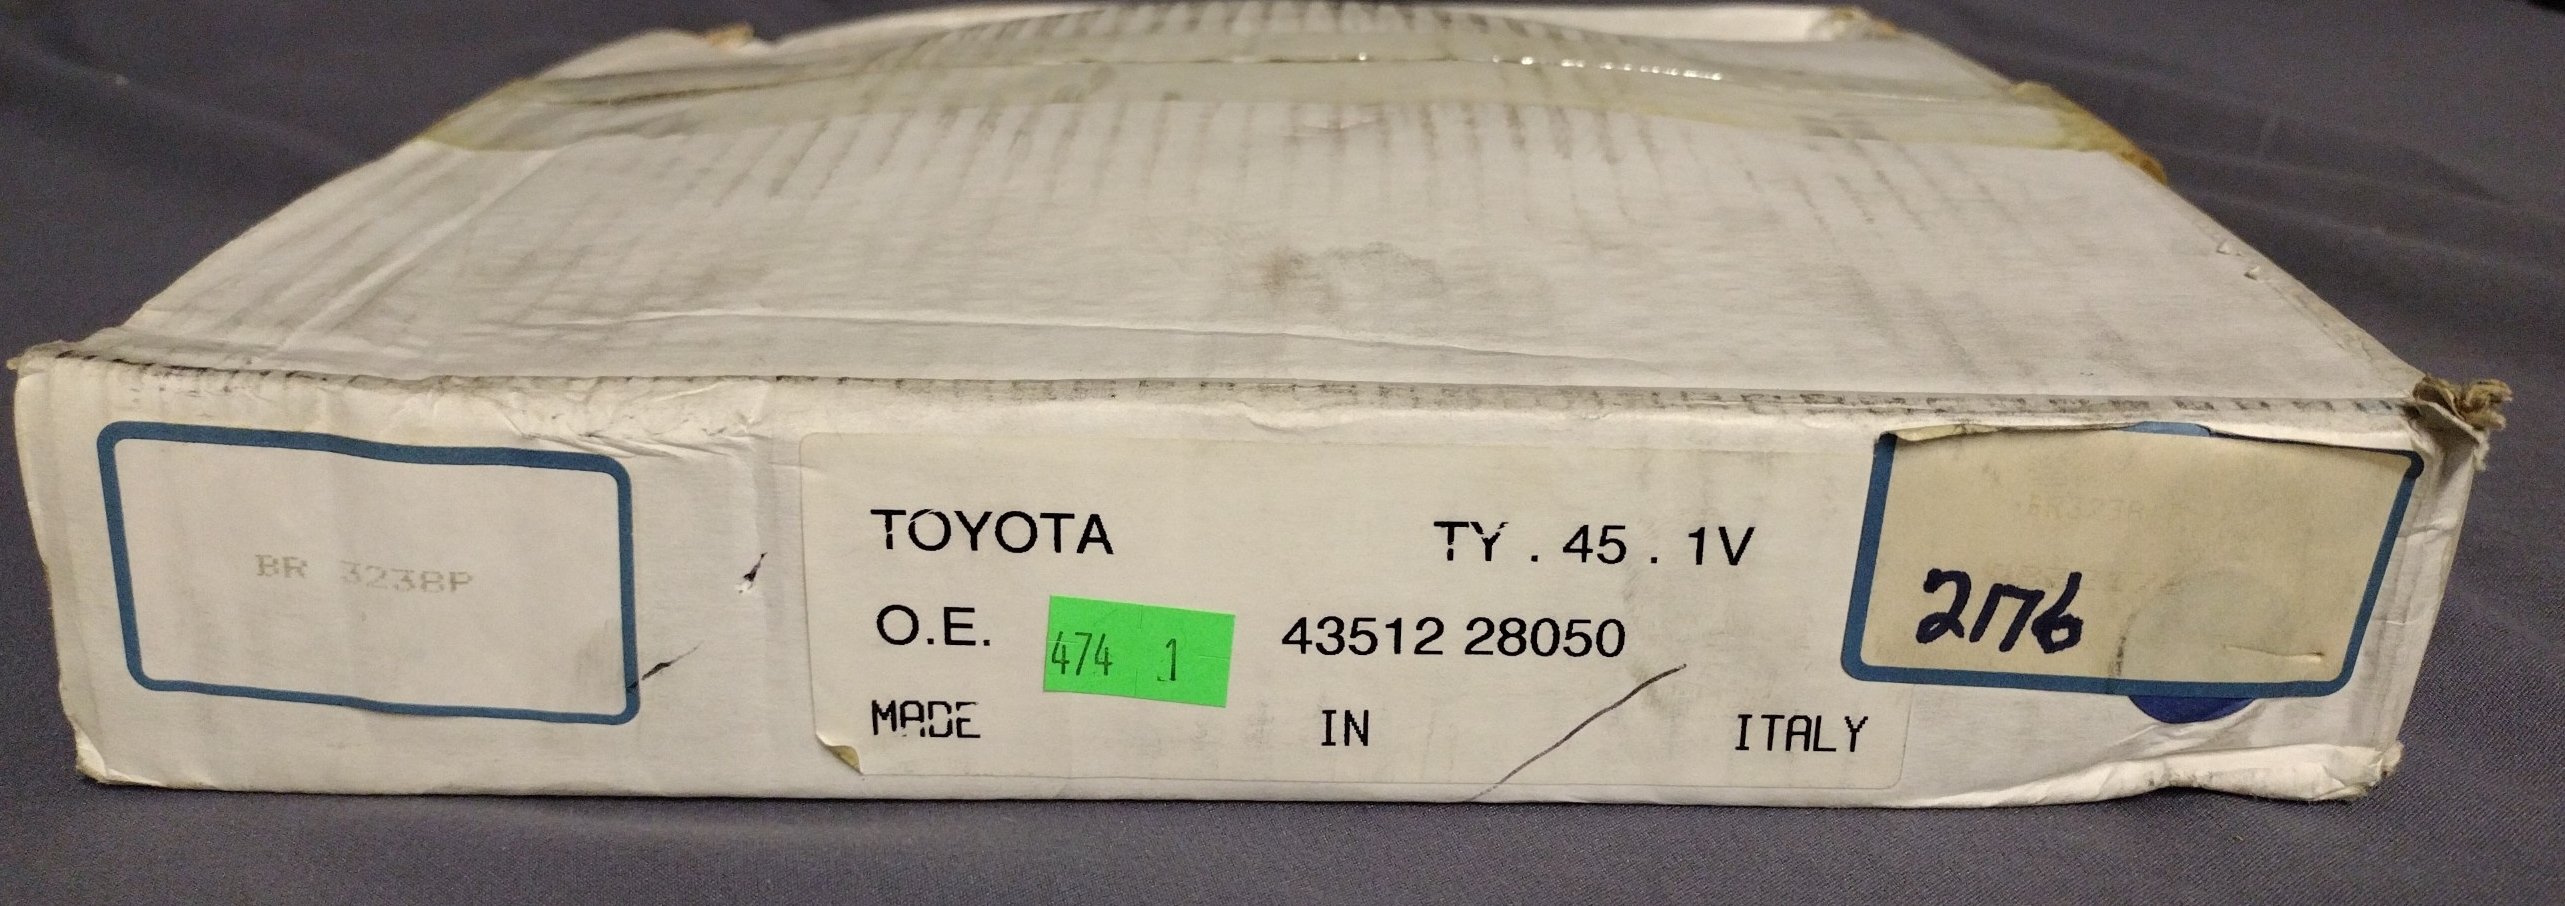 BR 3238P
TOYOTA TY . 45 . 1V
O.E. 474 1 43512 28050
MADE IN ITALY
2176